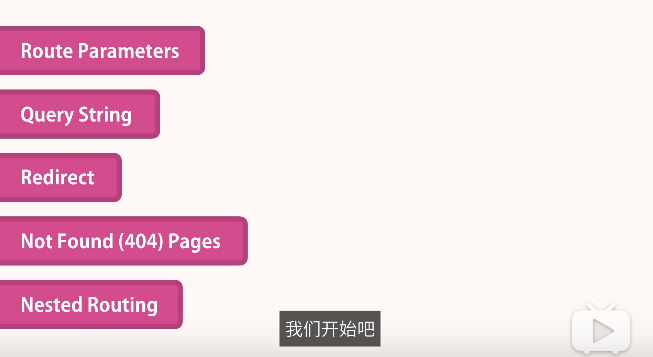 Route Parameters
Query String
Redirect
Not Found (404) Pages
Nested Routing
我们开始吧